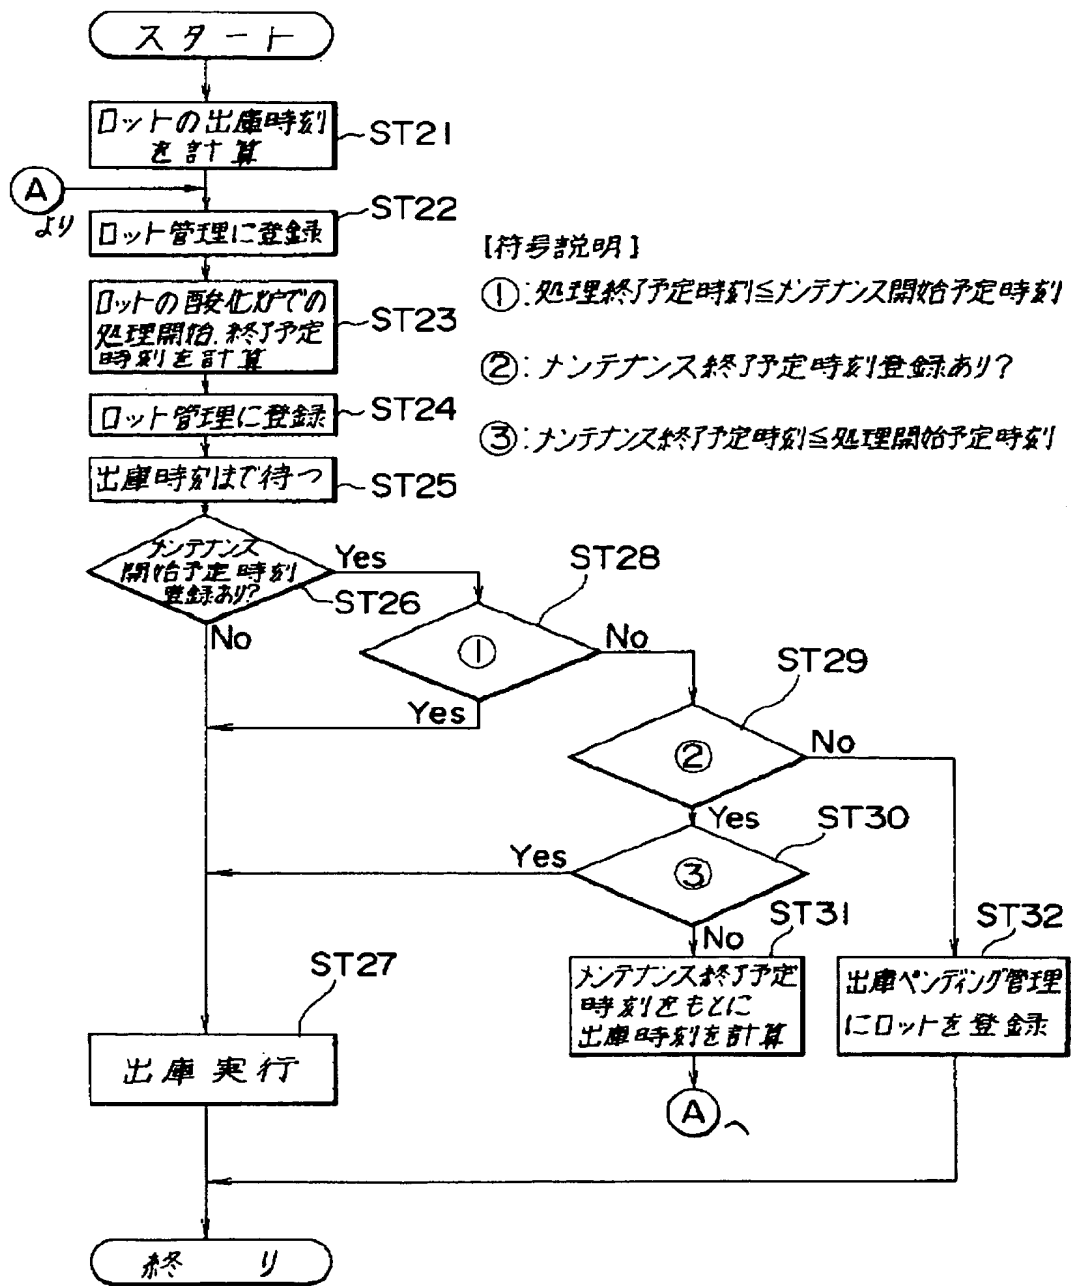 スタート
ロットの出庫時刻
を計算
ST21
A
より
ロット管理に登録
ST22
[符号説明]
①:処理終了予定時刻≦メンテナンス開始予定時刻
②:メンテナンス終了予定時刻登録あり?
③:メンテナンス終了予定時刻≦処理開始予定時刻
ロットの酸化炉での
処理開始、終了予定
時刻を計算
ST23
ロット管理に登録
ST24
出庫時刻まで待つ
ST25
メンテナンス
開始予定時刻
登録あり?
ST26
Yes
No
①
ST28
No
Yes
②
ST29
No
Yes
③
ST30
Yes
No
メンテナンス終了予定
時刻をもとに
出庫時刻を計算
ST31
A
へ
出庫ペンディング管理
にロットを登録
ST32
出庫実行
ST27
終り